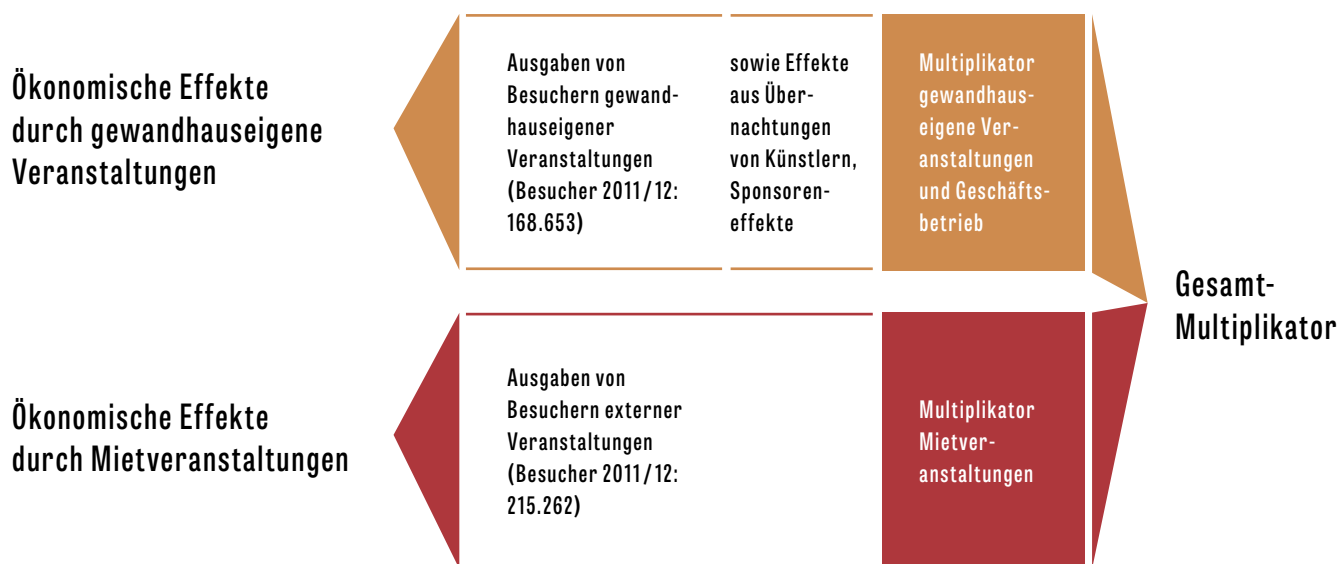 Ökonomische Effekte
durch gewandhauseigene
Veranstaltungen
Ausgaben von
Besuchern gewand-
hauseigener
Veranstaltungen
(Besucher 2011/12:
168.653)
sowie Effekte
aus Über-
nachtungen
von Künstlern,
Sponsoren-
effekte
Multiplikator
gewandhaus-
eigene Ver-
anstaltungen
und Geschäfts-
betrieb
Gesamt-
Multiplikator
Ökonomische Effekte
durch Mietveranstaltungen
Ausgaben von
Besuchern externer
Veranstaltungen
(Besucher 2011/12:
215.262)
Multiplikator
Mietver-
anstaltungen